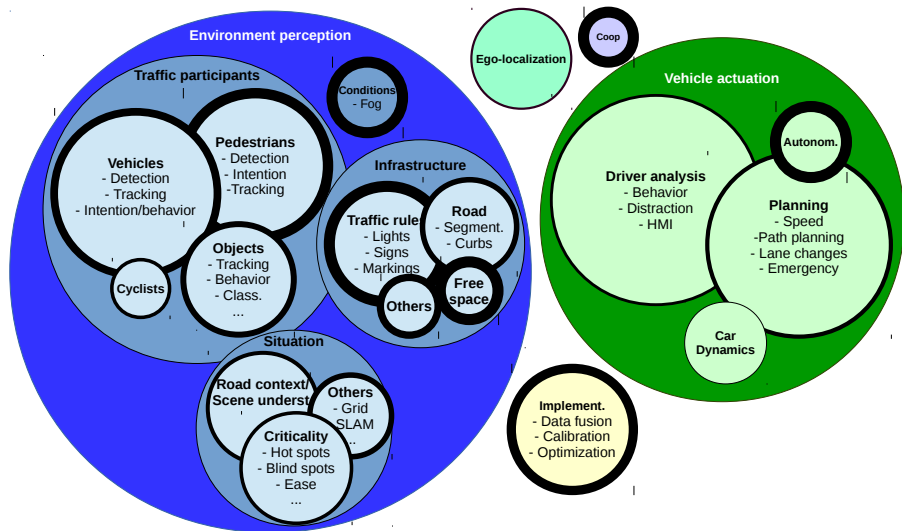 Environment perception
Traffic participants
Vehicles
- Detection
- Tracking
- Intention/behavior
Pedestrians
- Detection
- Intention
-Tracking
Objects
- Tracking
- Behavior
- Class.
...
Cyclists
Conditions
- Fog
Infrastructure
Traffic rules
- Lights
- Signs
- Markings
Road
- Segment.
- Curbs
Others
Free
space
Situation
Road context/
Scene underst.
Others
- Grid
SLAM
...
Criticality
- Hot spots
- Blind spots
- Ease
...
Ego-localization
Coop
Implement.
- Data fusion
- Calibration
- Optimization
Vehicle actuation
Driver analysis
- Behavior
- Distraction
- HMI
Autonom.
Planning
- Speed
-Path planning
- Lane changes
- Emergency
Car
Dynamics